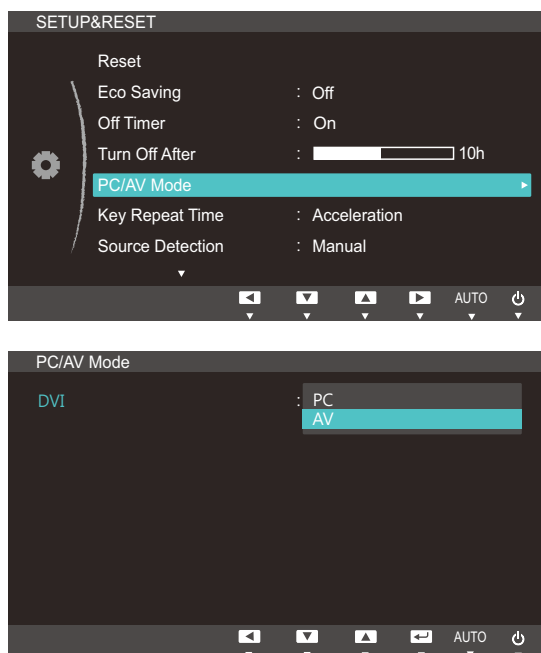 SETUP&RESET
Reset
Eco Saving : Off
Off Timer : On
Turn Off After : 10h
PC/AV Mode
Key Repeat Time : Acceleration
Source Detection : Manual
AUTO
PC/AV Mode
DVI : PC
AV
AUTO